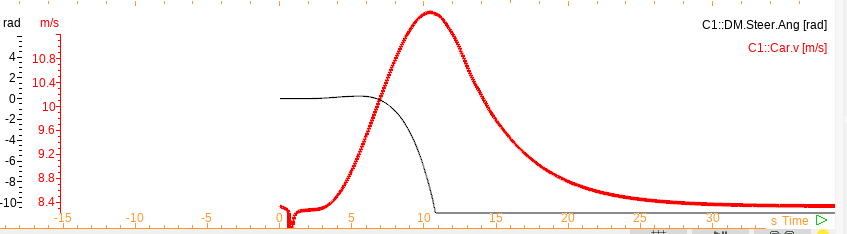 rad m/s
C1::DM.Steer.Ang [rad]
C1::Car.v [m/s]
4 10.8
2 10.4
0 10
-2 9.6
-4
-6 9.2
-8 8.8
-10 8.4
-15 -10 -5 0 5 10 15 20 25 30 s Time